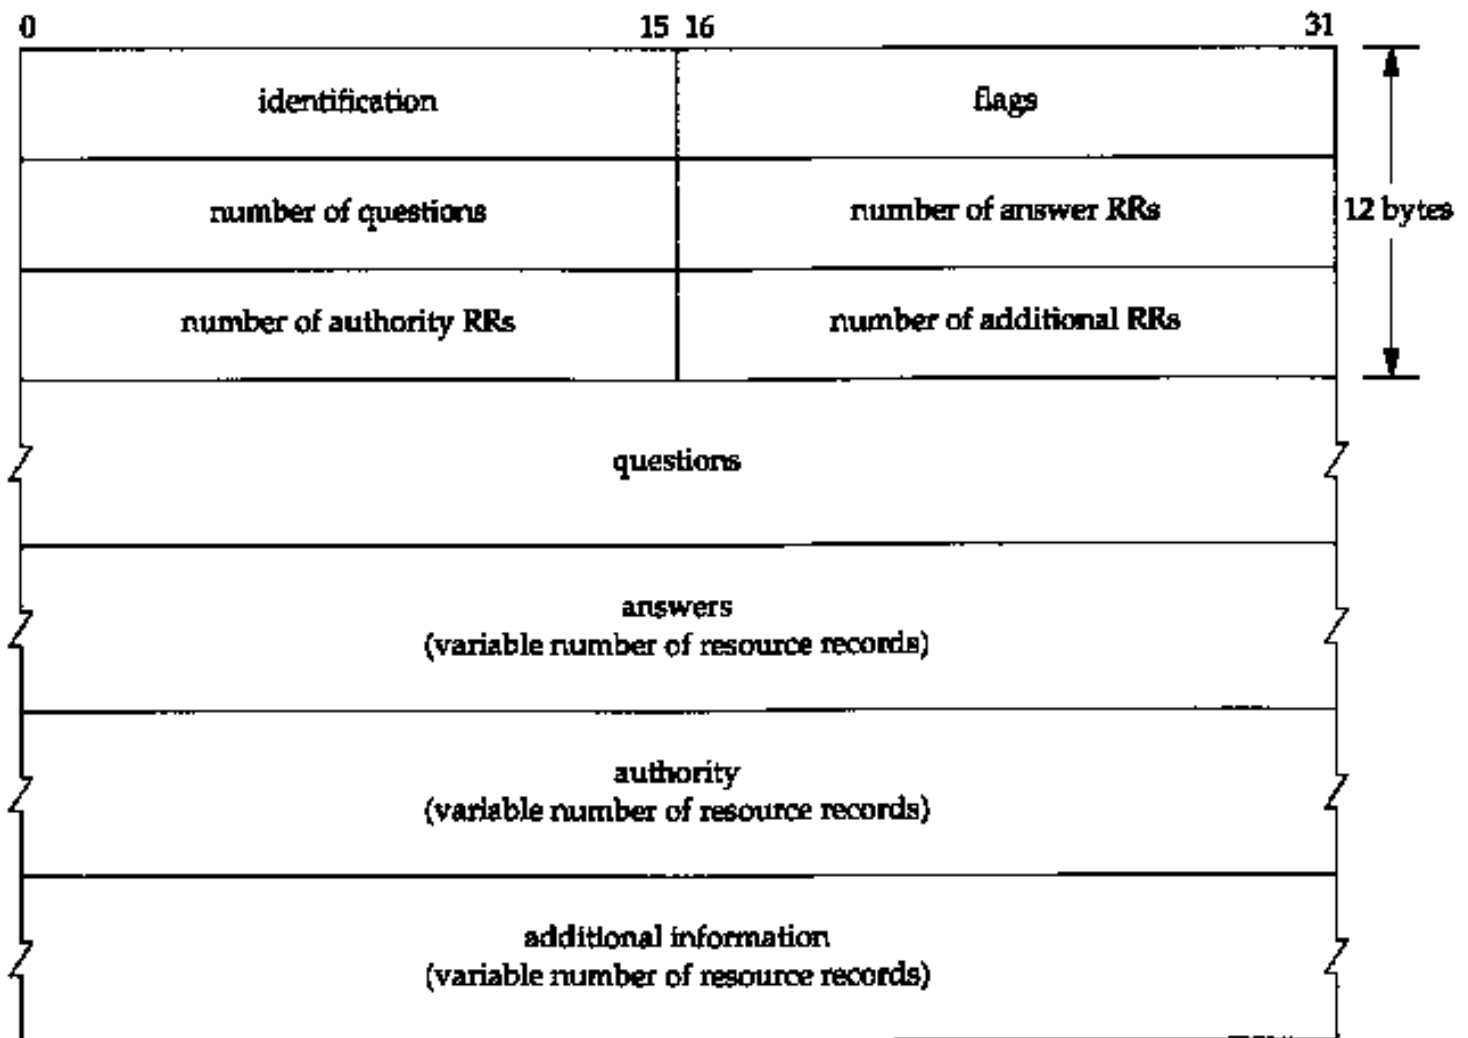 0 15 16 31
identification flags
number of questions number of answer RRs 12 bytes
number of authority RRs number of additional RRs
questions
answers
(variable number of resource records)
authority
(variable number of resource records)
additional information
(variable number of resource records)